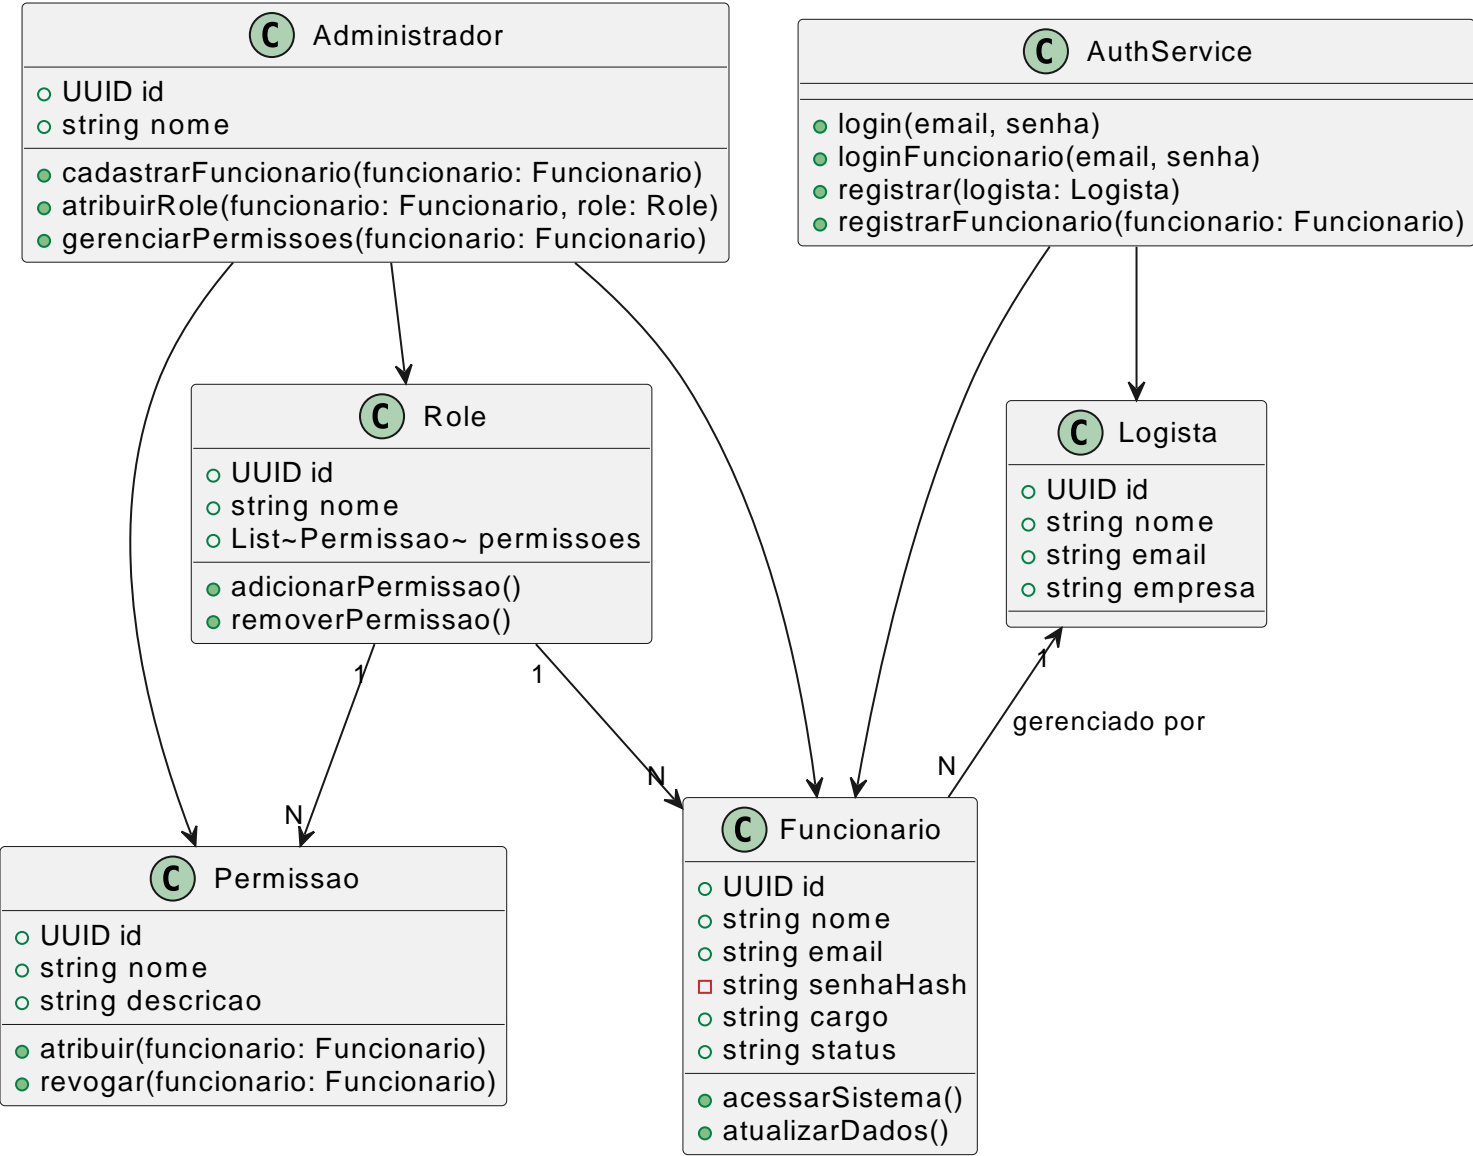 C Administrador
UUID id
string nome
cadastrarFuncionario(funcionario: Funcionario)
atribuirRole(funcionario: Funcionario, role: Role)
gerenciarPermissoes(funcionario: Funcionario)
C AuthService
login(email, senha)
loginFuncionario(email, senha)
registrar(logista: Logista)
registrarFuncionario(funcionario: Funcionario)
C Role
UUID id
string nome
List~Permissao~ permissoes
adicionarPermissao()
removerPermissao()
C Logista
UUID id
string nome
string email
string empresa
1
1
1
gerenciado por
N
N
N
C Permissao
UUID id
string nome
string descricao
atribuir(funcionario: Funcionario)
revogar(funcionario: Funcionario)
C Funcionario
UUID id
string nome
string email
string senhaHash
string cargo
string status
acessarSistema()
atualizarDados()